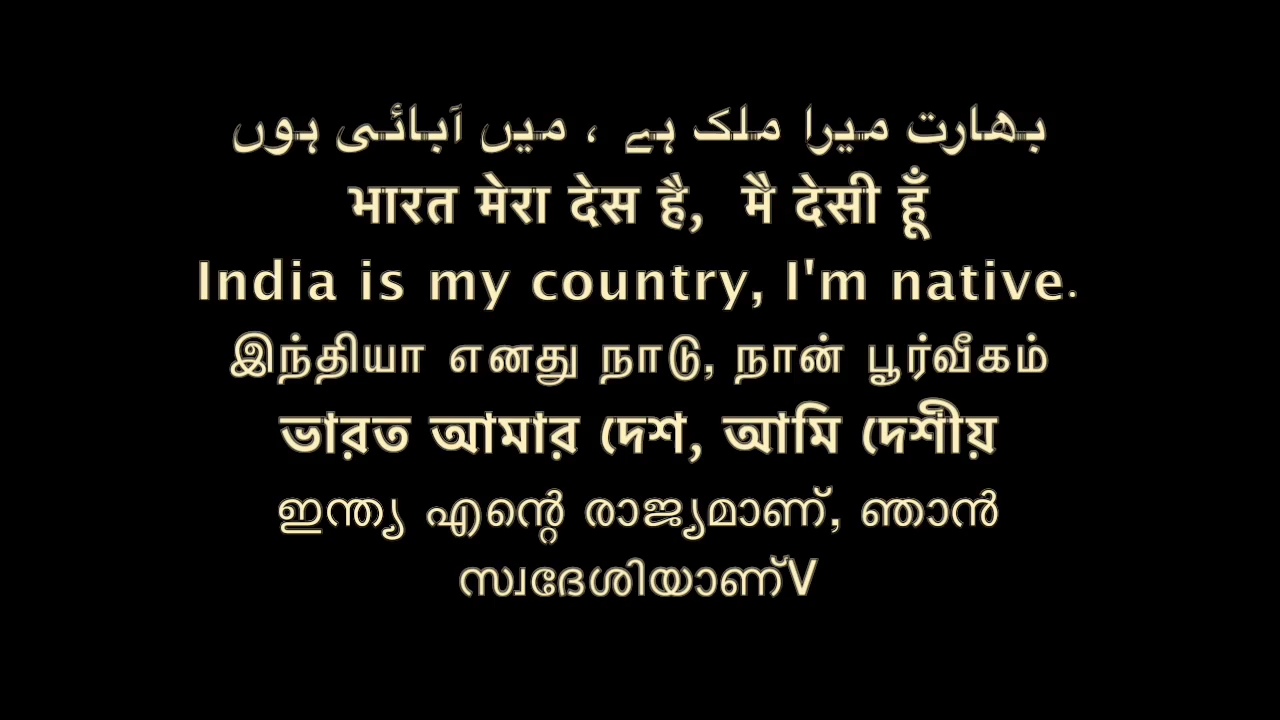 بھارت میرا ملک ہے ، میں آبائی ہوں
भारत मेरा देस है, मै देसी हूँ
India is my country, I'm native.
இந்தியா எனது நாடு, நான் பூர்வீகம்
ভারত আমার দেশ, আমি দেশীয়
ഇന്ത്യ എന്റെ രാജ്യമാണ്, ഞാൻ
സ്വദേശിയാണ്V